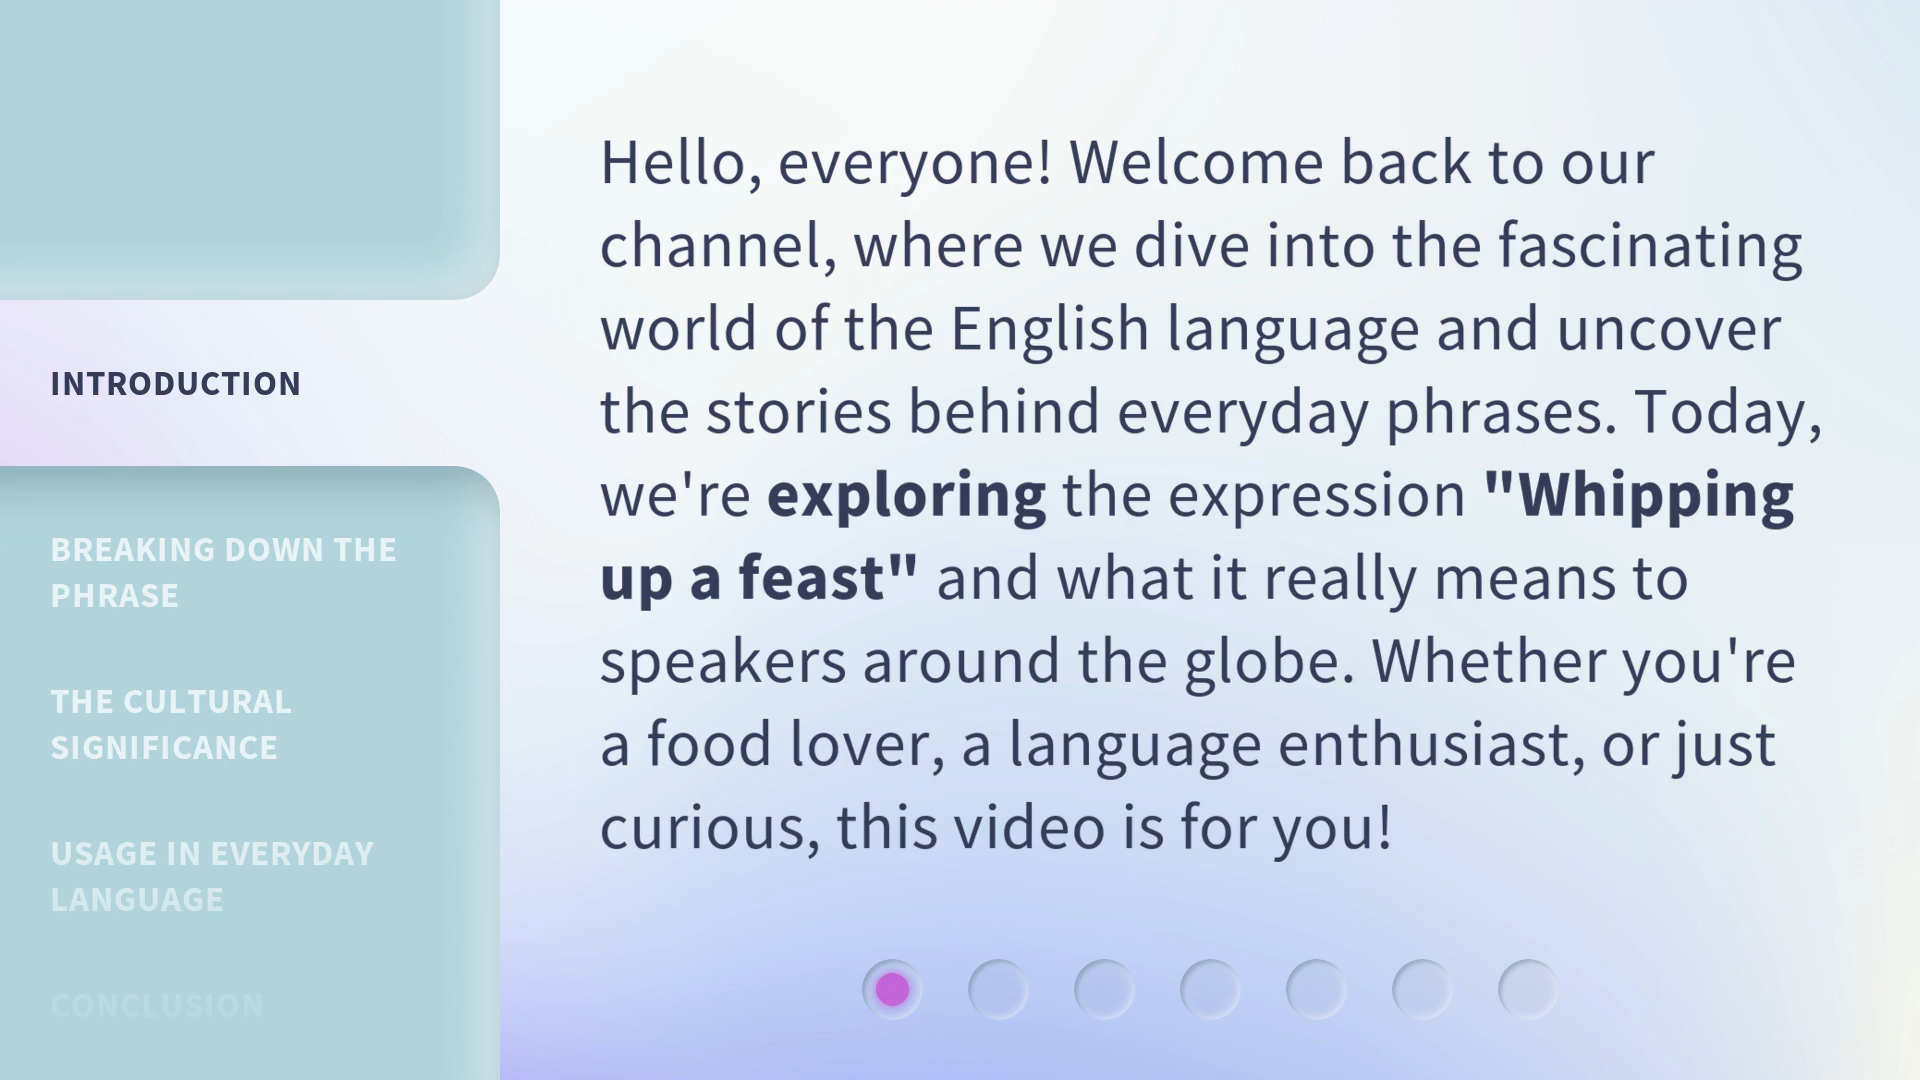 INTRODUCTION
BREAKING DOWN THE
PHRASE
THE CULTURAL
SIGNIFICANCE
USAGE IN EVERYDAY
LANGUAGE
CONCLUSION
Hello, everyone! Welcome back to our
channel, where we dive into the fascinating
world of the English language and uncover
the stories behind everyday phrases. Today,
we're exploring the expression "Whipping
up a feast" and what it really means to
speakers around the globe. Whether you're
a food lover, a language enthusiast, or just
curious, this video is for you!